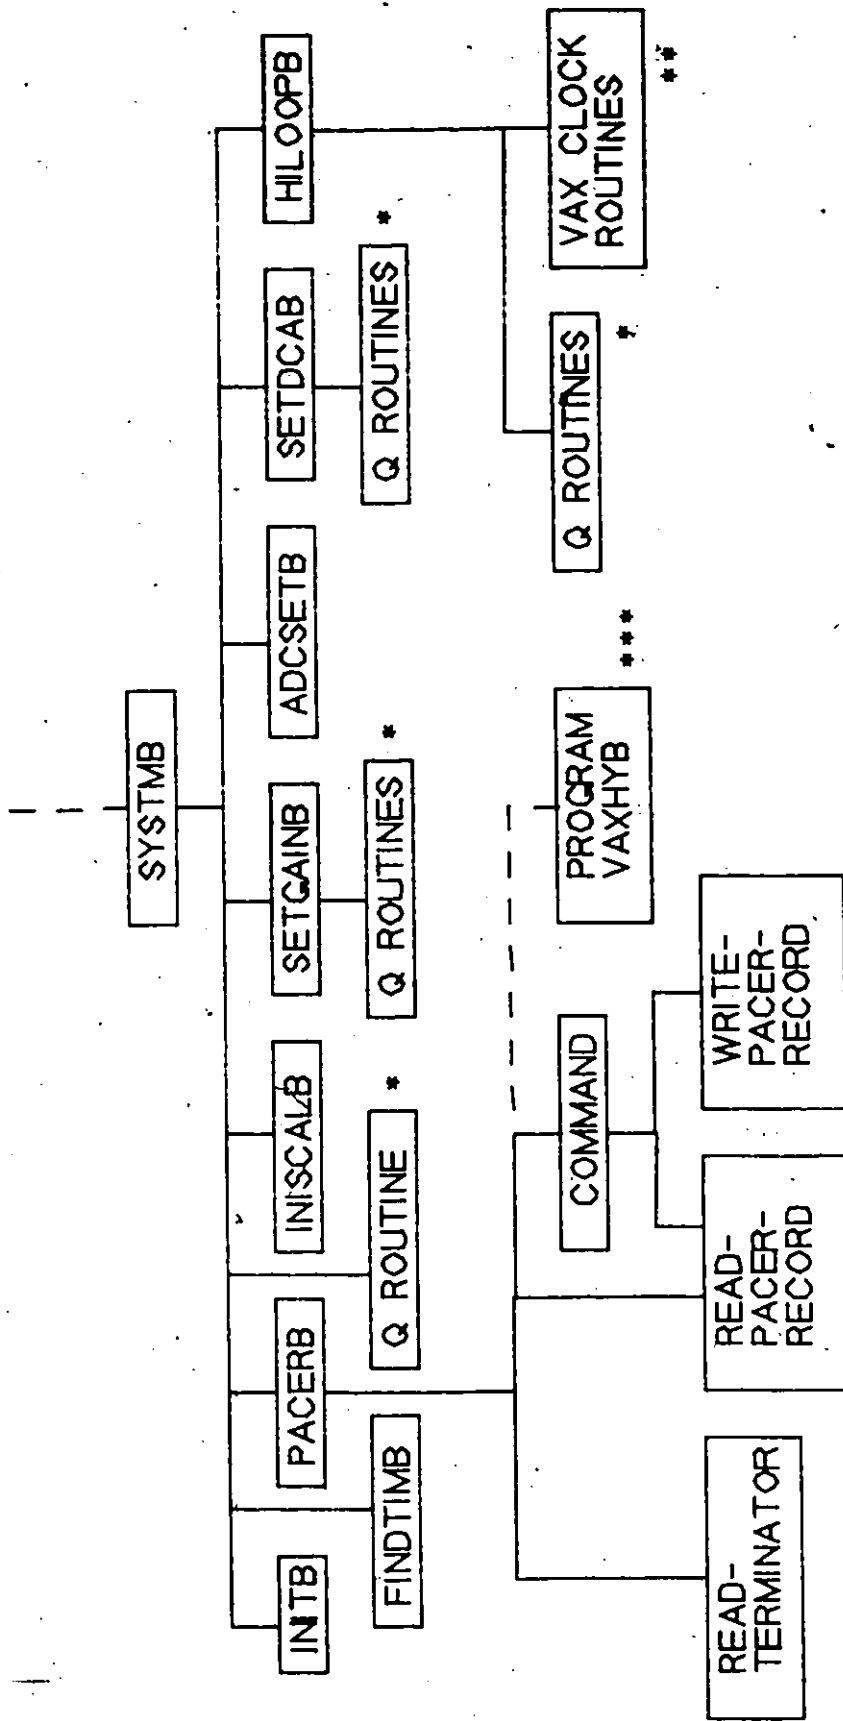 SYSTMB
INITB
FINDTIMB
PACERB
Q ROUTINE
*
INISCALB
SETGAINB
Q ROUTINES
*
ADCSETB
SETDCAB
Q ROUTINES
*
HILOOPB
READ-
TERMINATOR
READ-
PACER-
RECORD
COMMAND
WRITE-
PACER-
RECORD
PROGRAM
VAXHYB
***
Q ROUTINES
*
VAX CLOCK
ROUTINES
**